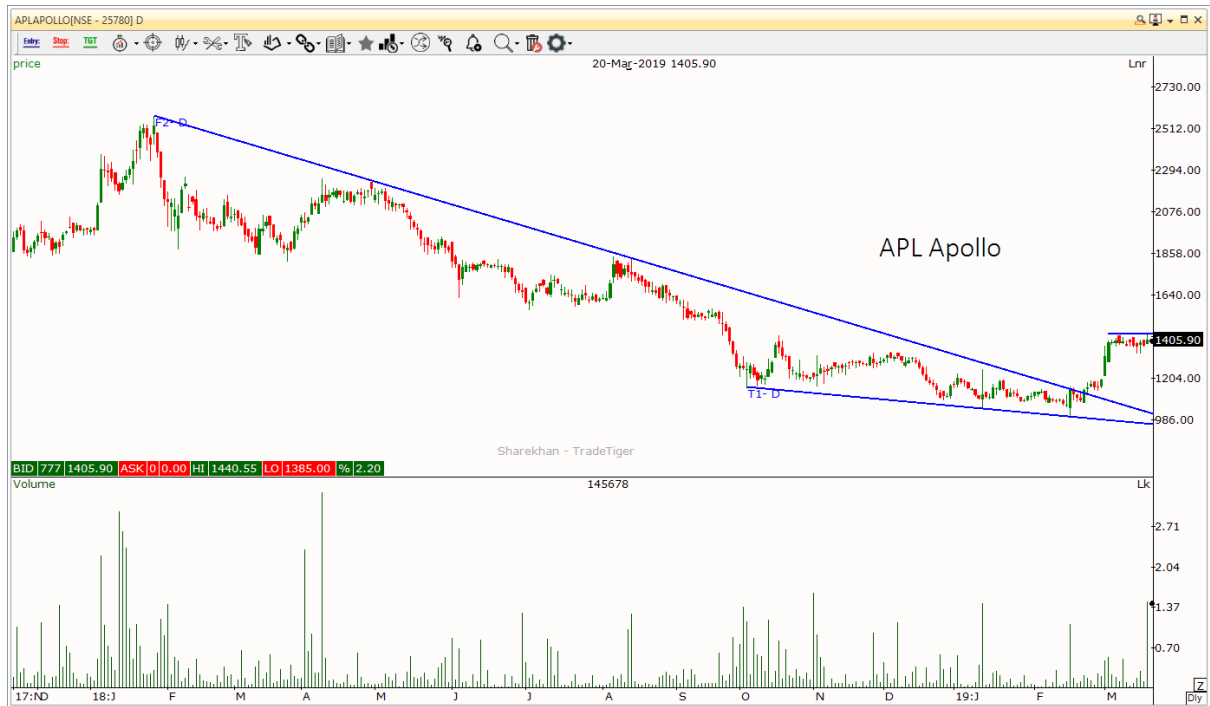 APLAPOLLO[NSE - 25780] D
Entry: Stop: TGT
price 20-Mar-2019 1405.90 Lnr
2730.00
F2- D
2512.00
2294.00
2076.00
APL Apollo
1858.00
1640.00
1405.90
1204.00
T1- D
986.00
Sharekhan - TradeTiger
BID 777 1405.90 ASK 0 0.00 HI 1440.55 LO 1385.00 % 2.20
Volume 145678 Lk
2.71
2.04
1.37
0.70
17:ND 18:J F M A M J J A S O N D 19:J F M Z
Dly